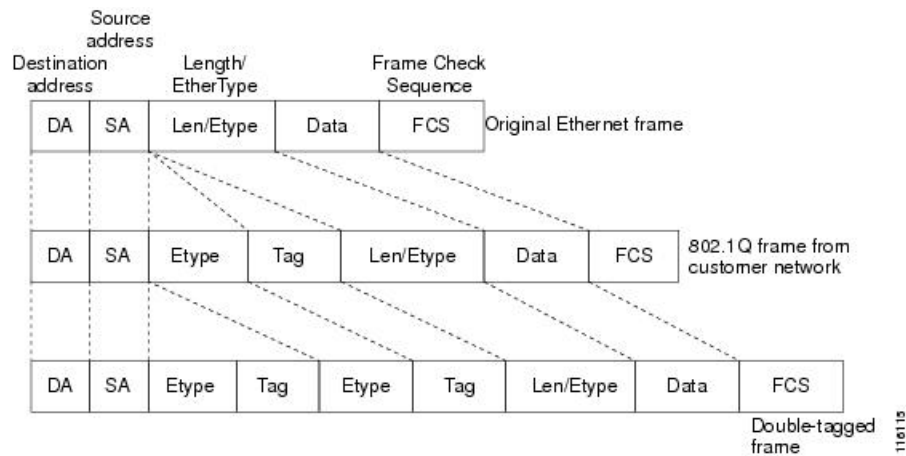 Source
address
Destination
address
Length/
EtherType
Frame Check
Sequence
DA SA Len/Etype Data FCS Original Ethernet frame
DA SA Etype Tag Len/Etype Data FCS 802.1Q frame from
customer network
DA SA Etype Tag Etype Tag Len/Etype Data FCS
Double-tagged
frame
116115